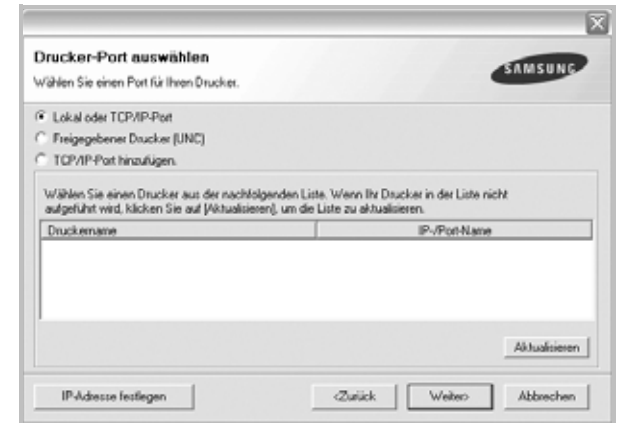 Drucker-Port auswählen
Wählen Sie einen Port für Ihren Drucker.
SAMSUNG
Lokal oder TCP/IP-Port
Freigegebener Drucker (UNC)
TCP/IP-Port hinzufügen.
Wählen Sie einen Drucker aus der nachfolgenden Liste. Wenn Ihr Drucker in der Liste nicht
aufgeführt wird, klicken Sie auf [Aktualisieren], um die Liste zu aktualisieren.
Druckername IP-/Port-Name
Aktualisieren
IP-Adresse festlegen <Zurück Weiter> Abbrechen